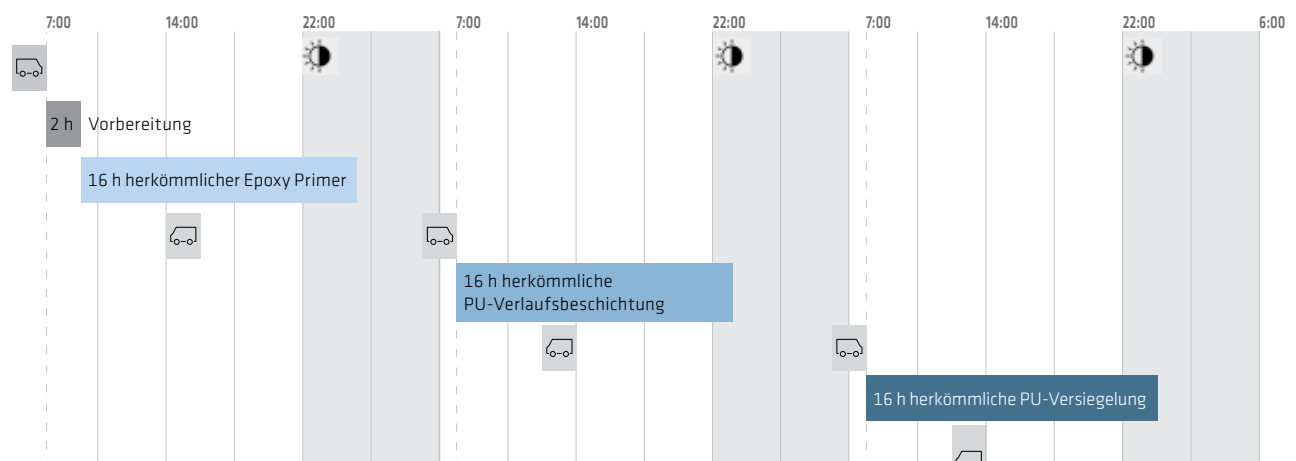 7:00 14:00 22:00 7:00 14:00 22:00 7:00 14:00 22:00 6:00
2 h Vorbereitung
16 h herkömmlicher Epoxy Primer
16 h herkömmliche
PU-Verlaufsbeschichtung
16 h herkömmliche PU-Versiegelung